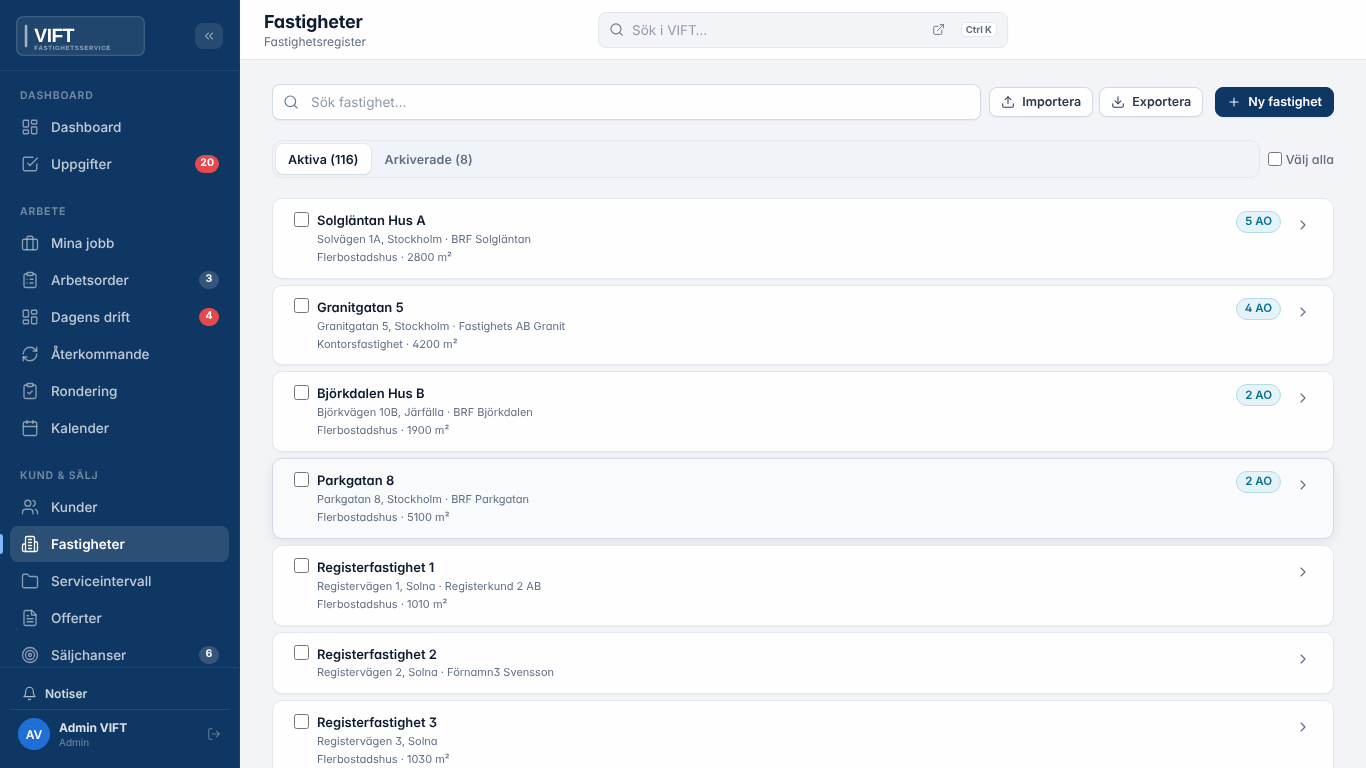 VIFT
FASTIGHETSSERVICE
DASHBOARD
Dashboard
Uppgifter 20
ARBETE
Mina jobb
Arbetsorder 3
Dagens drift 4
Återkommande
Rondering
Kalender
KUND & SÄLJ
Kunder
Fastigheter
Serviceintervall
Offerter
Säljchanser 6
Notiser
AV
Admin VIFT
Admin
Fastigheter
Fastighetsregister
Sök i VIFT... Ctrl K
Sök fastighet...
Importera
Exportera
Ny fastighet
Aktiva (116)
Arkiverade (8)
Välj alla
Solgläntan Hus A
5 AO
Solvägen 1A, Stockholm · BRF Solgläntan
Flerbostadshus · 2800 m²
Granitgatan 5
4 AO
Granitgatan 5, Stockholm · Fastighets AB Granit
Kontorsfastighet · 4200 m²
Björkdalen Hus B
2 AO
Björkvägen 10B, Järfälla · BRF Björkdalen
Flerbostadshus · 1900 m²
Parkgatan 8
2 AO
Parkgatan 8, Stockholm · BRF Parkgatan
Flerbostadshus · 5100 m²
Registerfastighet 1
Registervägen 1, Solna · Registerkund 2 AB
Flerbostadshus · 1010 m²
Registerfastighet 2
Registervägen 2, Solna · Förnamn3 Svensson
Registerfastighet 3
Registervägen 3, Solna
Flerbostadshus · 1030 m²